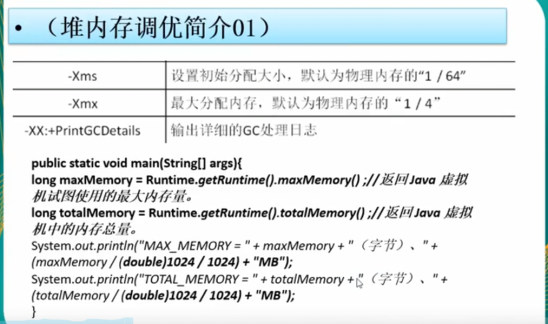 • （堆内存调优简介01）
-Xms 设置初始分配大小，默认为物理内存的“1 / 64”
-Xmx 最大分配内存，默认为物理内存的“1 / 4”
-XX:+PrintGCDetails 输出详细的GC处理日志
public static void main(String[] args){
long maxMemory = Runtime.getRuntime().maxMemory() ;//返回 Java 虚拟
机试图使用的最大内存量。
long totalMemory = Runtime.getRuntime().totalMemory() ;//返回 Java 虚拟
机中的内存总量。
System.out.println("MAX_MEMORY = " + maxMemory + "（字节）、" +
(maxMemory / (double)1024 / 1024) + "MB");
System.out.println("TOTAL_MEMORY = " + totalMemory + "（字节）、" +
(totalMemory / (double)1024 / 1024) + "MB");
}